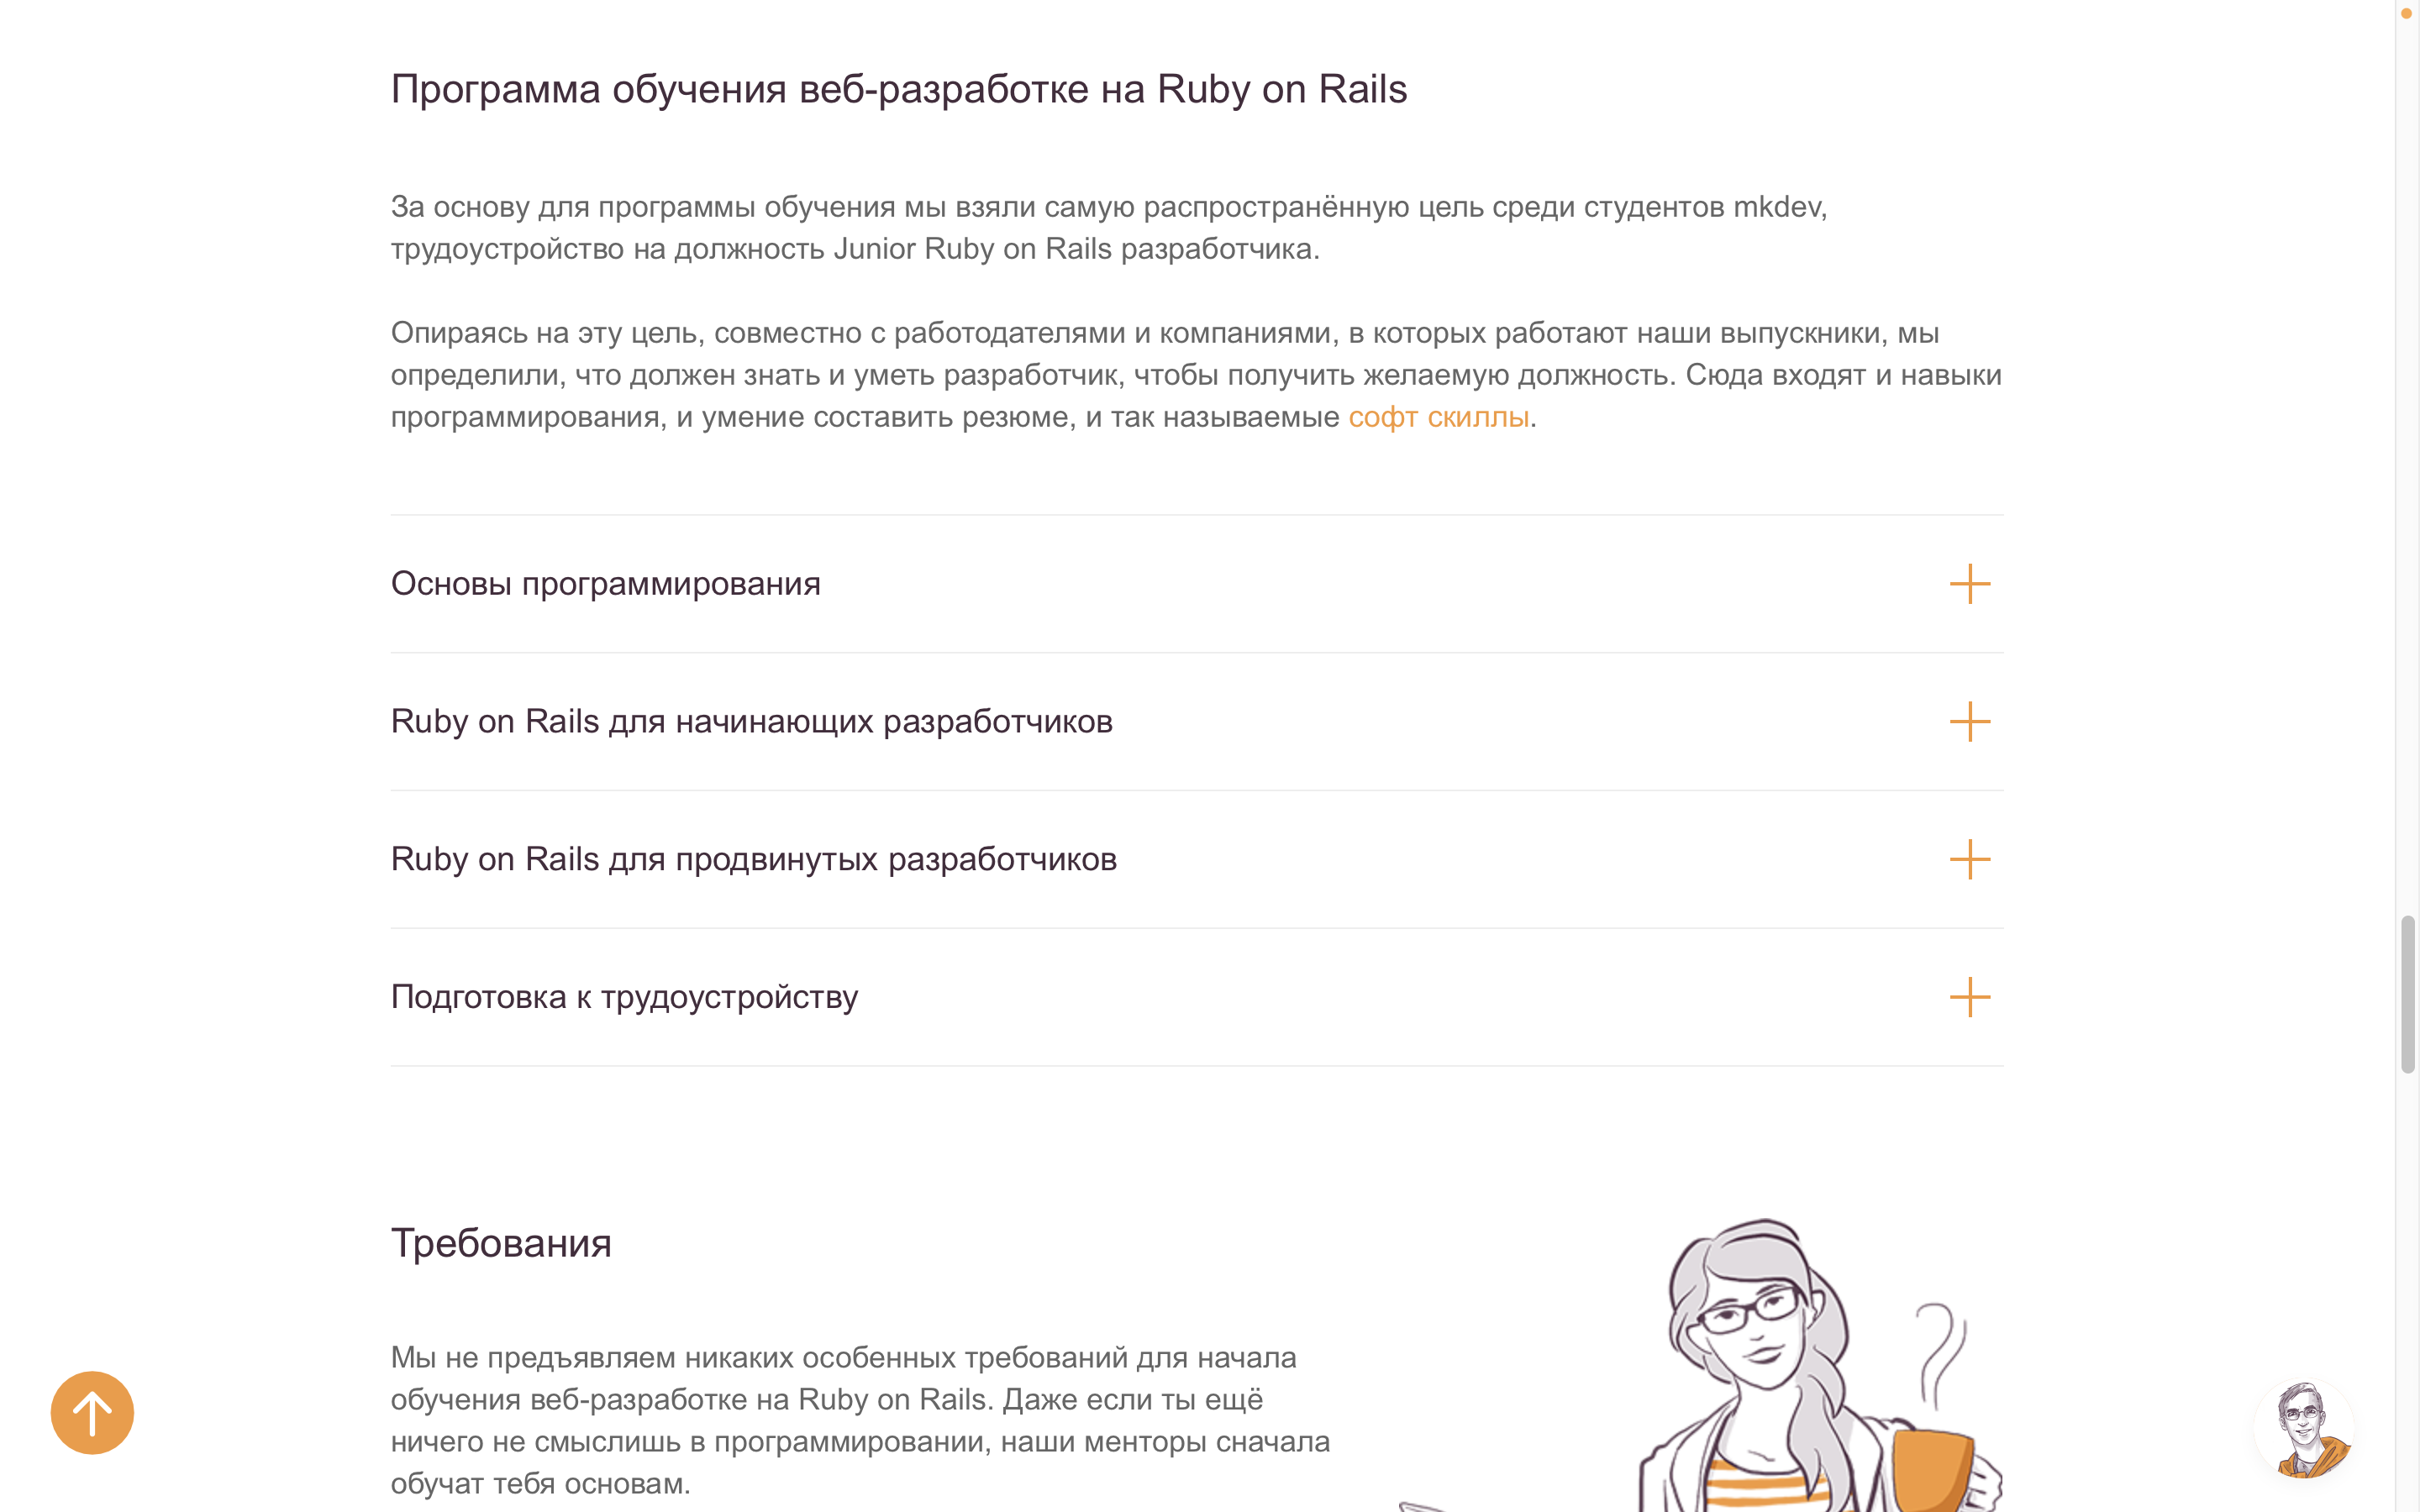 Программа обучения веб-разработке на Ruby on Rails
За основу для программы обучения мы взяли самую распространённую цель среди студентов mkdev,
трудоустройство на должность Junior Ruby on Rails разработчика.
Опираясь на эту цель, совместно с работодателями и компаниями, в которых работают наши выпускники, мы
определили, что должен знать и уметь разработчик, чтобы получить желаемую должность. Сюда входят и навыки
программирования, и умение составить резюме, и так называемые софт скиллы.
Основы программирования
Ruby on Rails для начинающих разработчиков
Ruby on Rails для продвинутых разработчиков
Подготовка к трудоустройству
Требования
Мы не предъявляем никаких особенных требований для начала
обучения веб-разработке на Ruby on Rails. Даже если ты ещё
ничего не смыслишь в программировании, наши менторы сначала
обучат тебя основам.